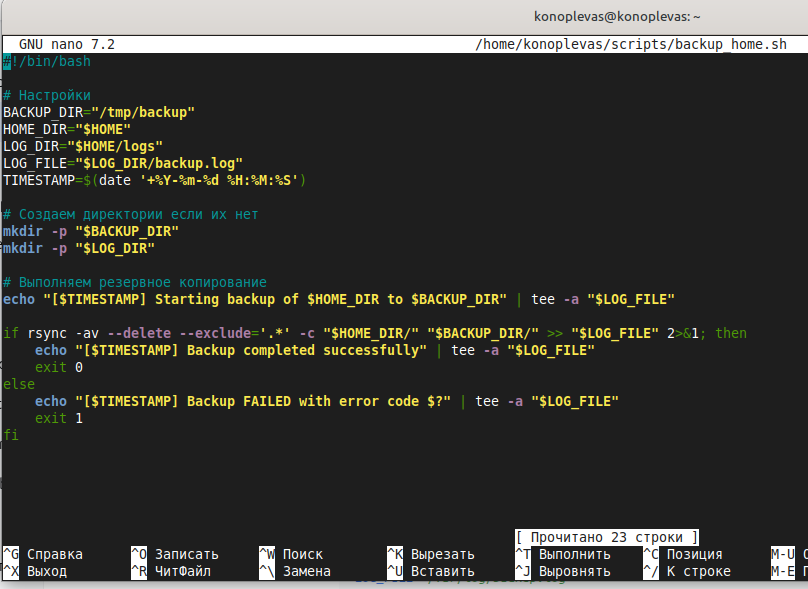 konoplevas@konoplevas: ~
GNU nano 7.2 /home/konoplevas/scripts/backup_home.sh
#!/bin/bash
# Настройки
BACKUP_DIR="/tmp/backup"
HOME_DIR="$HOME"
LOG_DIR="$HOME/logs"
LOG_FILE="$LOG_DIR/backup.log"
TIMESTAMP=$(date '+%Y-%m-%d %H:%M:%S')
# Создаем директории если их нет
mkdir -p "$BACKUP_DIR"
mkdir -p "$LOG_DIR"
# Выполняем резервное копирование
echo "[$TIMESTAMP] Starting backup of $HOME_DIR to $BACKUP_DIR" | tee -a "$LOG_FILE"
if rsync -av --delete --exclude='.*' -c "$HOME_DIR/" "$BACKUP_DIR/" >> "$LOG_FILE" 2>&1; then
    echo "[$TIMESTAMP] Backup completed successfully" | tee -a "$LOG_FILE"
    exit 0
else
    echo "[$TIMESTAMP] Backup FAILED with error code $?" | tee -a "$LOG_FILE"
    exit 1
fi
[ Прочитано 23 строки ]
^G Справка ^O Записать ^W Поиск ^K Вырезать ^T Выполнить ^C Позиция M-U
^X Выход ^R ЧитФайл ^\ Замена ^U Вставить ^J Выровнять ^/ К строке M-E